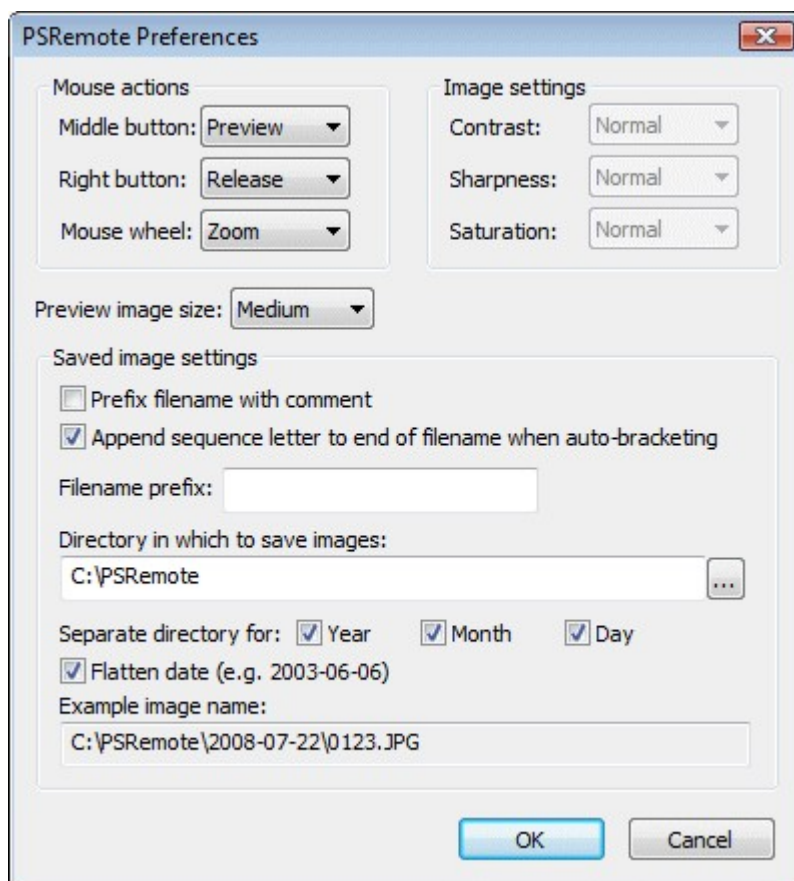 PSRemote Preferences
Mouse actions
Middle button: Preview
Right button: Release
Mouse wheel: Zoom
Image settings
Contrast: Normal
Sharpness: Normal
Saturation: Normal
Preview image size: Medium
Saved image settings
Prefix filename with comment
Append sequence letter to end of filename when auto-bracketing
Filename prefix:
Directory in which to save images:
C:\PSRemote
...
Separate directory for: Year Month Day
Flatten date (e.g. 2003-06-06)
Example image name:
C:\PSRemote\2008-07-22\0123.JPG
OK Cancel